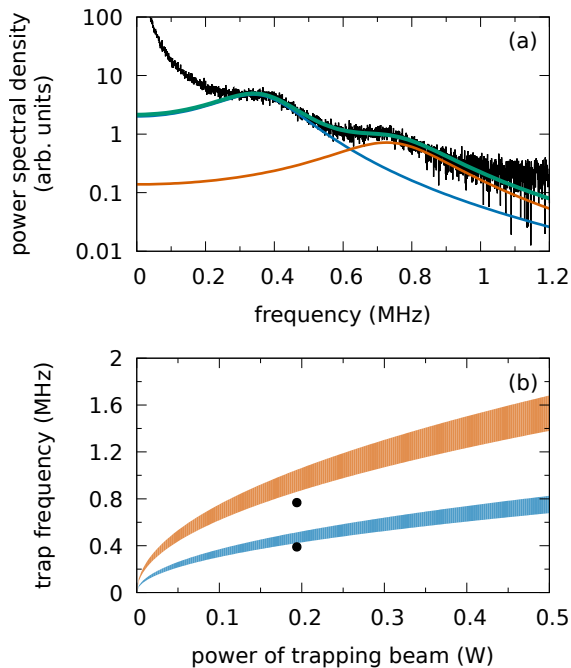 (a)
power spectral density
(arb. units)
100
10
1
0.1
0.01
0 0.2 0.4 0.6 0.8 1 1.2
frequency (MHz)
(b)
trap frequency (MHz)
2
1.6
1.2
0.8
0.4
0
0 0.1 0.2 0.3 0.4 0.5
power of trapping beam (W)